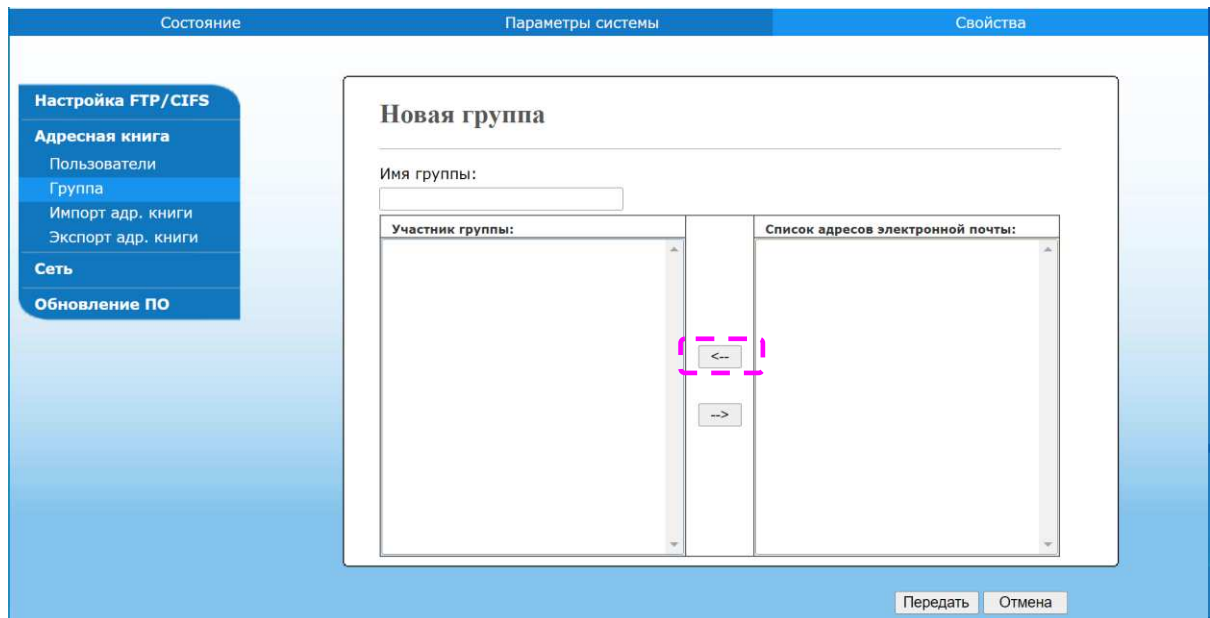 Состояние
Параметры системы
Свойства
Настройка FTP/CIFS
Адресная книга
Пользователи
Группа
Импорт адр. книги
Экспорт адр. книги
Сеть
Обновление ПО
Новая группа
Имя группы:
Участник группы:
Список адресов электронной почты:
<--
-->
Передать
Отмена